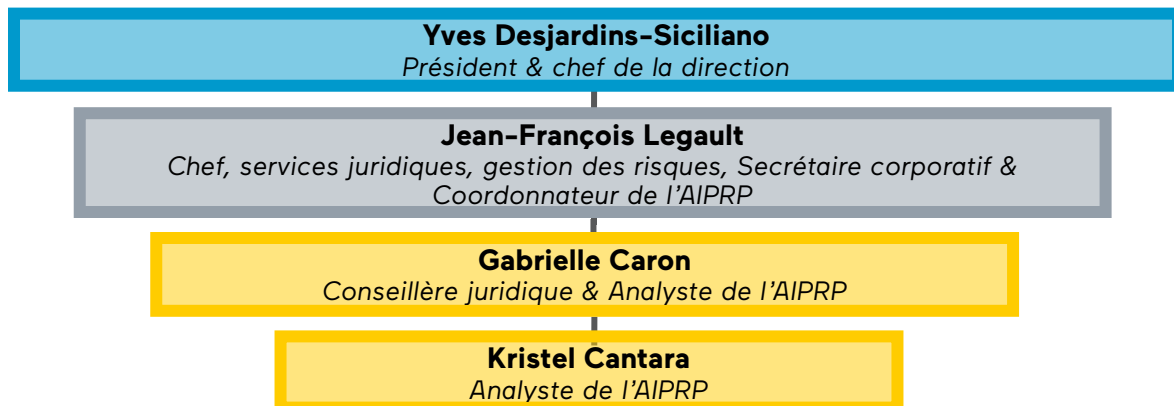 Yves Desjardins-Siciliano
Président & chef de la direction
Jean-François Legault
Chef, services juridiques, gestion des risques, Secrétaire corporatif &
Coordonnateur de l'AIPRP
Gabrielle Caron
Conseillère juridique & Analyste de l'AIPRP
Kristel Cantara
Analyste de l'AIPRP